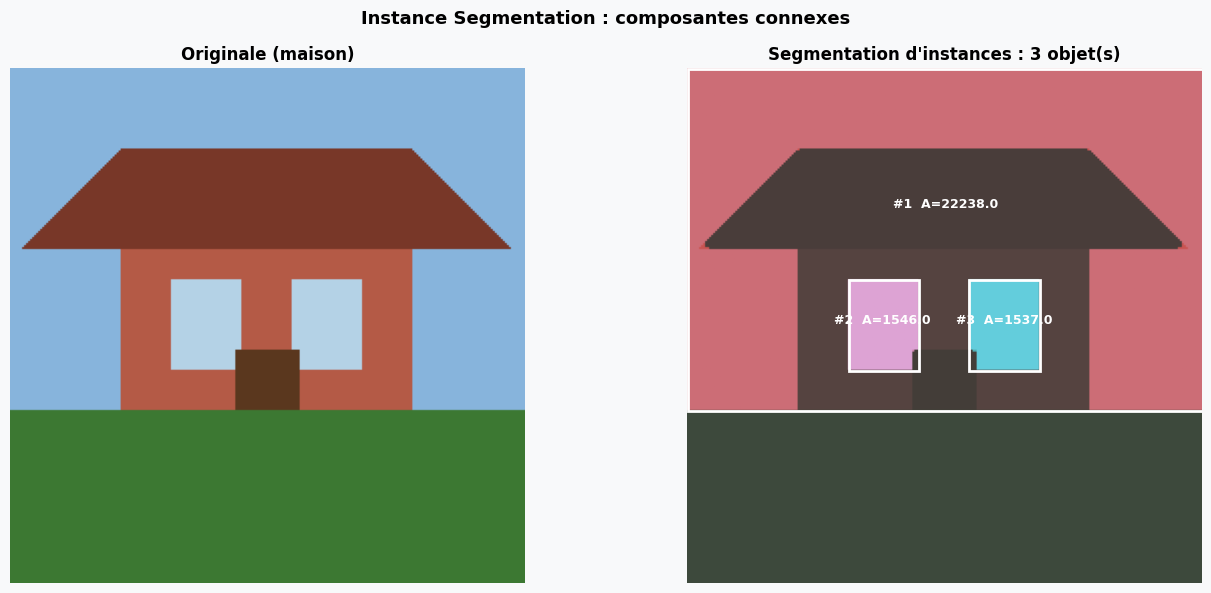 Instance Segmentation : composantes connexes
Originale (maison)
Segmentation d'instances : 3 objet(s)
#1  A=22238.0
#2  A=1546.0
#3  A=1537.0